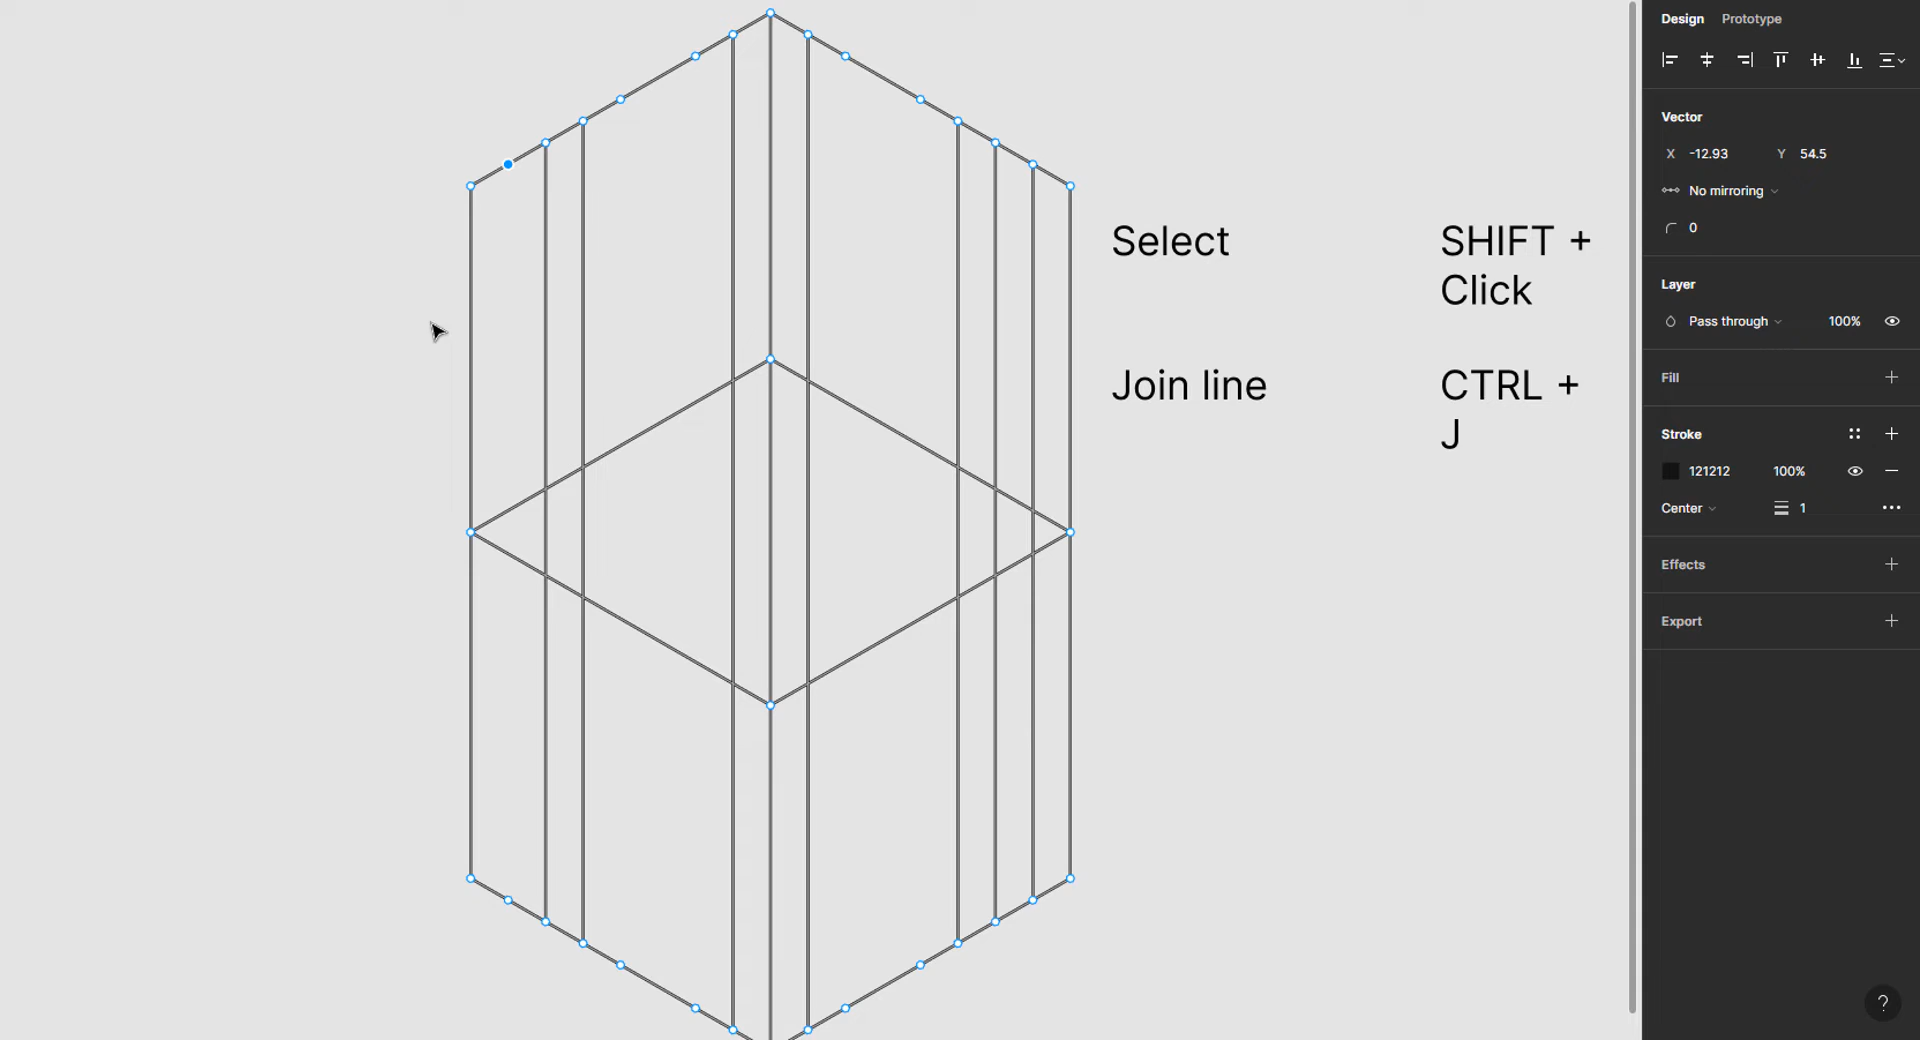 Design Prototype
Vector
X -12.93 Y 54.5
No mirroring
0
Layer
Pass through 100%
Fill
Stroke
121212 100%
Center 1
Effects
Export
?
Select SHIFT +
Click
Join line CTRL +
J